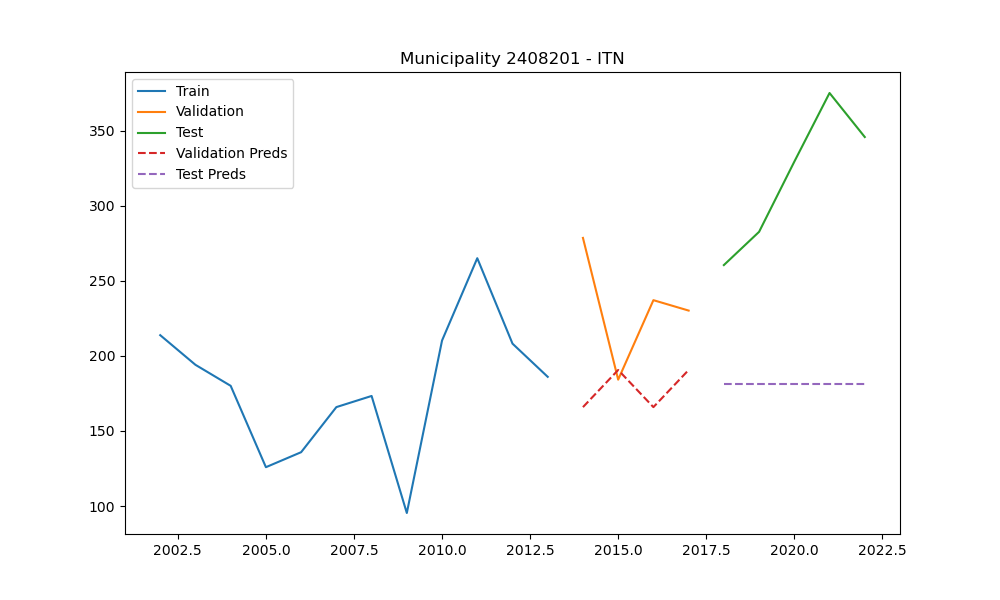 Municipality 2408201 - ITN
Train
Validation
Test
Validation Preds
Test Preds
350
300
250
200
150
100
2002.5 2005.0 2007.5 2010.0 2012.5 2015.0 2017.5 2020.0 2022.5